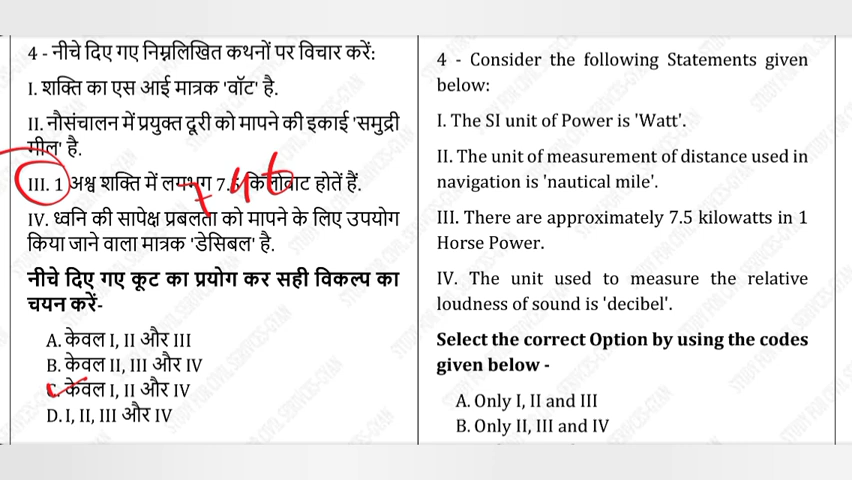 4 - नीचे दिए गए निम्नलिखित कथनों पर विचार करें:
I. शक्ति का एस आई मात्रक 'वॉट' है.
II. नौसंचालन में प्रयुक्त दूरी को मापने की इकाई 'समुद्री
मील' है.
III. 1 अश्व शक्ति में लगभग 7.5 किलोवाट होतें हैं.
746
IV. ध्वनि की सापेक्ष प्रबलता को मापने के लिए उपयोग
किया जाने वाला मात्रक 'डेसिबल' है.
नीचे दिए गए कूट का प्रयोग कर सही विकल्प का
चयन करें-
A. केवल I, II और III
B. केवल II, III और IV
C. केवल I, II और IV
D. I, II, III और IV
4 - Consider the following Statements given
below:
I. The SI unit of Power is 'Watt'.
II. The unit of measurement of distance used in
navigation is 'nautical mile'.
III. There are approximately 7.5 kilowatts in 1
Horse Power.
IV. The unit used to measure the relative
loudness of sound is 'decibel'.
Select the correct Option by using the codes
given below -
A. Only I, II and III
B. Only II, III and IV
STUDY FOR CIVIL SERVICES-GYAN